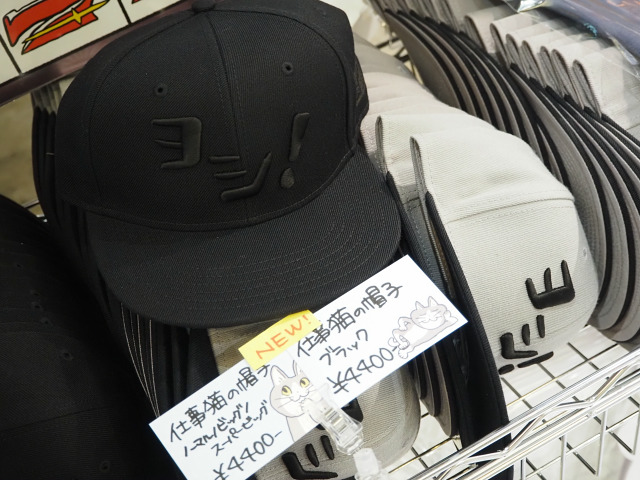 ヨシ!
NEW!
仕事猫の帽子
ブラック
¥4400-
仕事猫の帽子
ノーマルビッグ/
スーパービッグ
¥4400-
ヨシ!